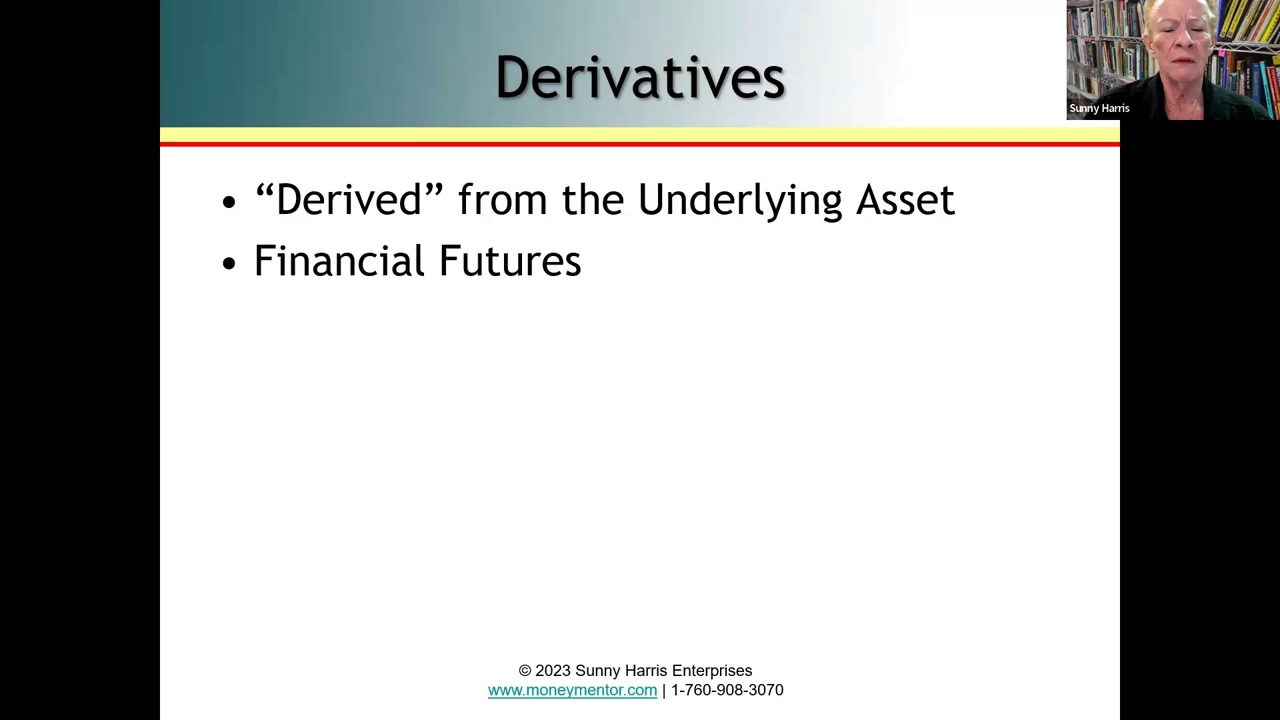 Derivatives
Sunny Harris
• “Derived” from the Underlying Asset
• Financial Futures
© 2023 Sunny Harris Enterprises
www.moneymentor.com | 1-760-908-3070